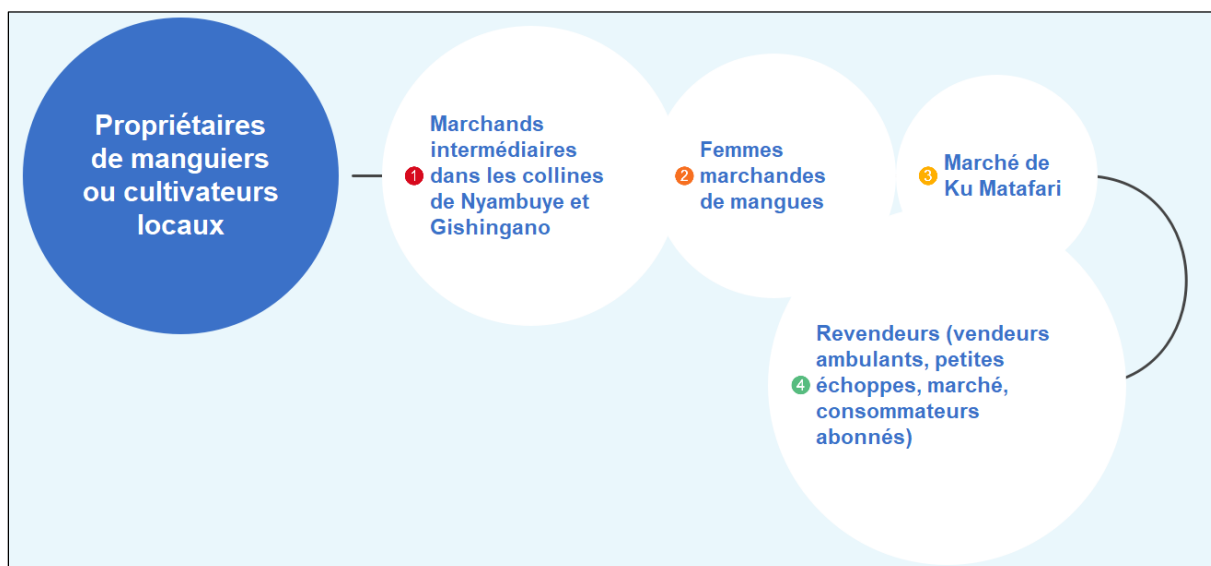 Propriétaires
de manguiers
ou cultivateurs
locaux
1
Marchands
intermédiaires
dans les collines
de Nyambuye et
Gishingano
2
Femmes
marchandes
de mangues
3
Marché de
Ku Matafari
4
Revendeurs (vendeurs
ambulants, petites
échoppes, marché,
consommateurs
abonnés)